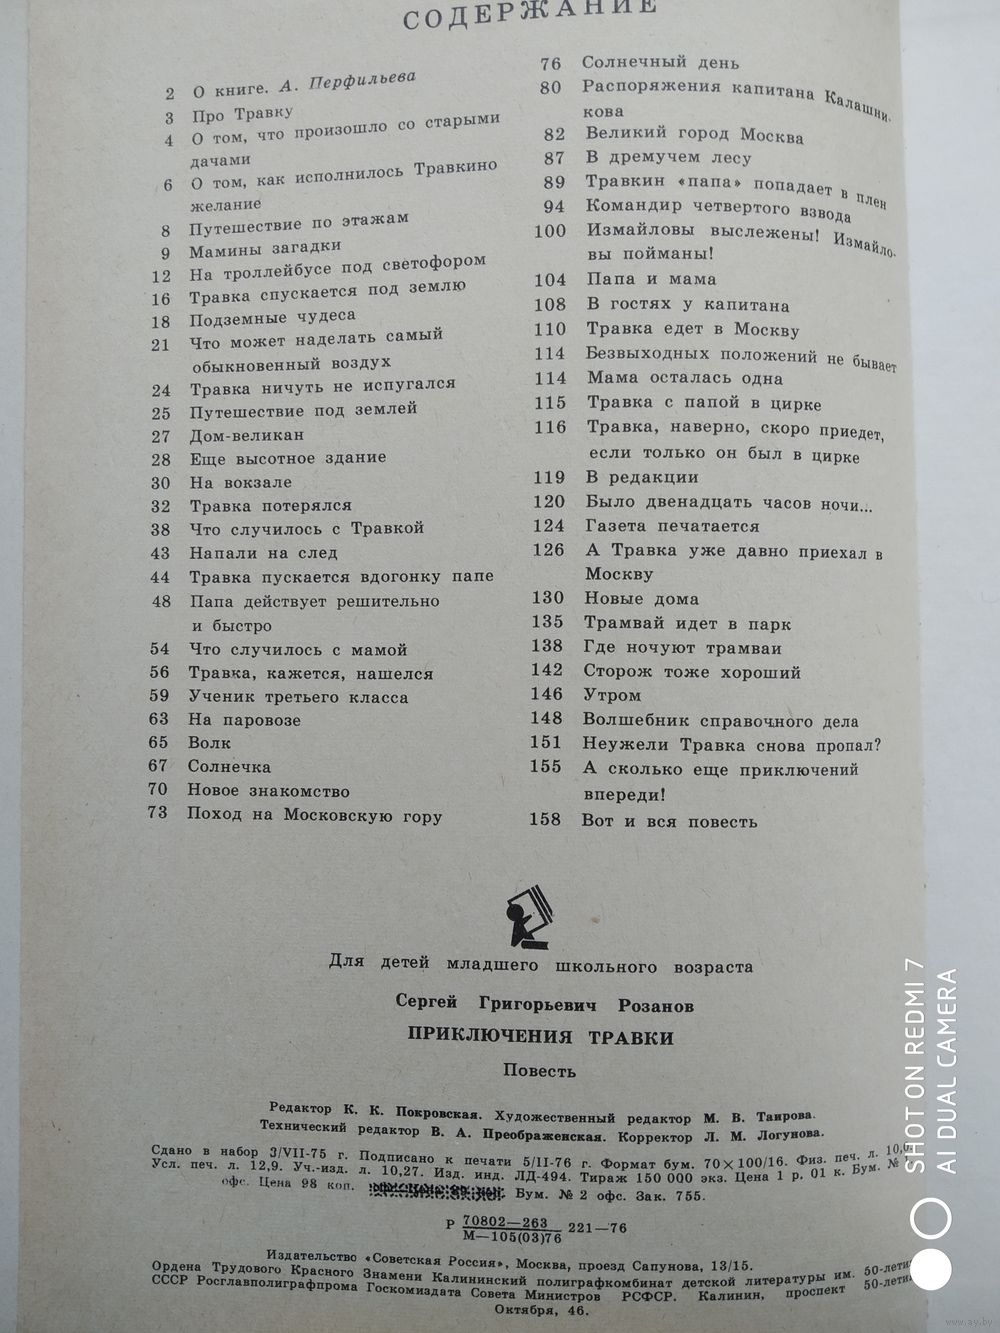 СОДЕРЖАНИЕ
2 О книге. А. Перфильева
3 Про Травку
4 О том, что произошло со старыми
дачами
6 О том, как исполнилось Травкино
желание
8 Путешествие по этажам
9 Мамины загадки
12 На троллейбусе под светофором
16 Травка спускается под землю
18 Подземные чудеса
21 Что может наделать самый
обыкновенный воздух
24 Травка ничуть не испугался
25 Путешествие под землей
27 Дом-великан
28 Еще высотное здание
30 На вокзале
32 Травка потерялся
38 Что случилось с Травкой
43 Напали на след
44 Травка пускается вдогонку папе
48 Папа действует решительно
и быстро
54 Что случилось с мамой
56 Травка, кажется, нашелся
59 Ученик третьего класса
63 На паровозе
65 Волк
67 Солнечка
70 Новое знакомство
73 Поход на Московскую гору
76 Солнечный день
80 Распоряжения капитана Калашни-
кова
82 Великий город Москва
87 В дремучем лесу
89 Травкин «папа» попадает в плен
94 Командир четвертого взвода
100 Измайловы выслежены! Измайло-
вы пойманы!
104 Папа и мама
108 В гостях у капитана
110 Травка едет в Москву
114 Безвыходных положений не бывает
114 Мама осталась одна
115 Травка с папой в цирке
116 Травка, наверно, скоро приедет,
если только он был в цирке
119 В редакции
120 Было двенадцать часов ночи...
124 Газета печатается
126 А Травка уже давно приехал в
Москву
130 Новые дома
135 Трамвай идет в парк
138 Где ночуют трамваи
142 Сторож тоже хороший
146 Утром
148 Волшебник справочного дела
151 Неужели Травка снова пропал?
155 А сколько еще приключений
впереди!
158 Вот и вся повесть
Для детей младшего школьного возраста
Сергей Григорьевич Розанов
ПРИКЛЮЧЕНИЯ ТРАВКИ
Повесть
Редактор К. К. Покровская. Художественный редактор М. В. Таирова.
Технический редактор В. А. Преображенская. Корректор Л. М. Логунова.
Сдано в набор 3/VII-75 г. Подписано к печати 5/II-76 г. Формат бум. 70×100/16. Физ. печ. л. 10,0
Усл. печ. л. 12,9. Уч.-изд. л. 10,27. Изд. инд. ЛД-494. Тираж 150 000 экз. Цена 1 р. 01 к. Бум. №
офс. Цена 98 коп. Бум. № 2 офс. Зак. 755.
Р 70802—263 221—76
М—105(03)76
Издательство «Советская Россия», Москва, проезд Сапунова, 13/15.
Ордена Трудового Красного Знамени Калининский полиграфкомбинат детской литературы им. 50-летия
СССР Росглавполиграфпрома Госкомиздата Совета Министров РСФСР. Калинин, проспект 50-летия
Октября, 46.
SHOT ON REDMI 7
AI DUAL CAMERA
www.ay.by